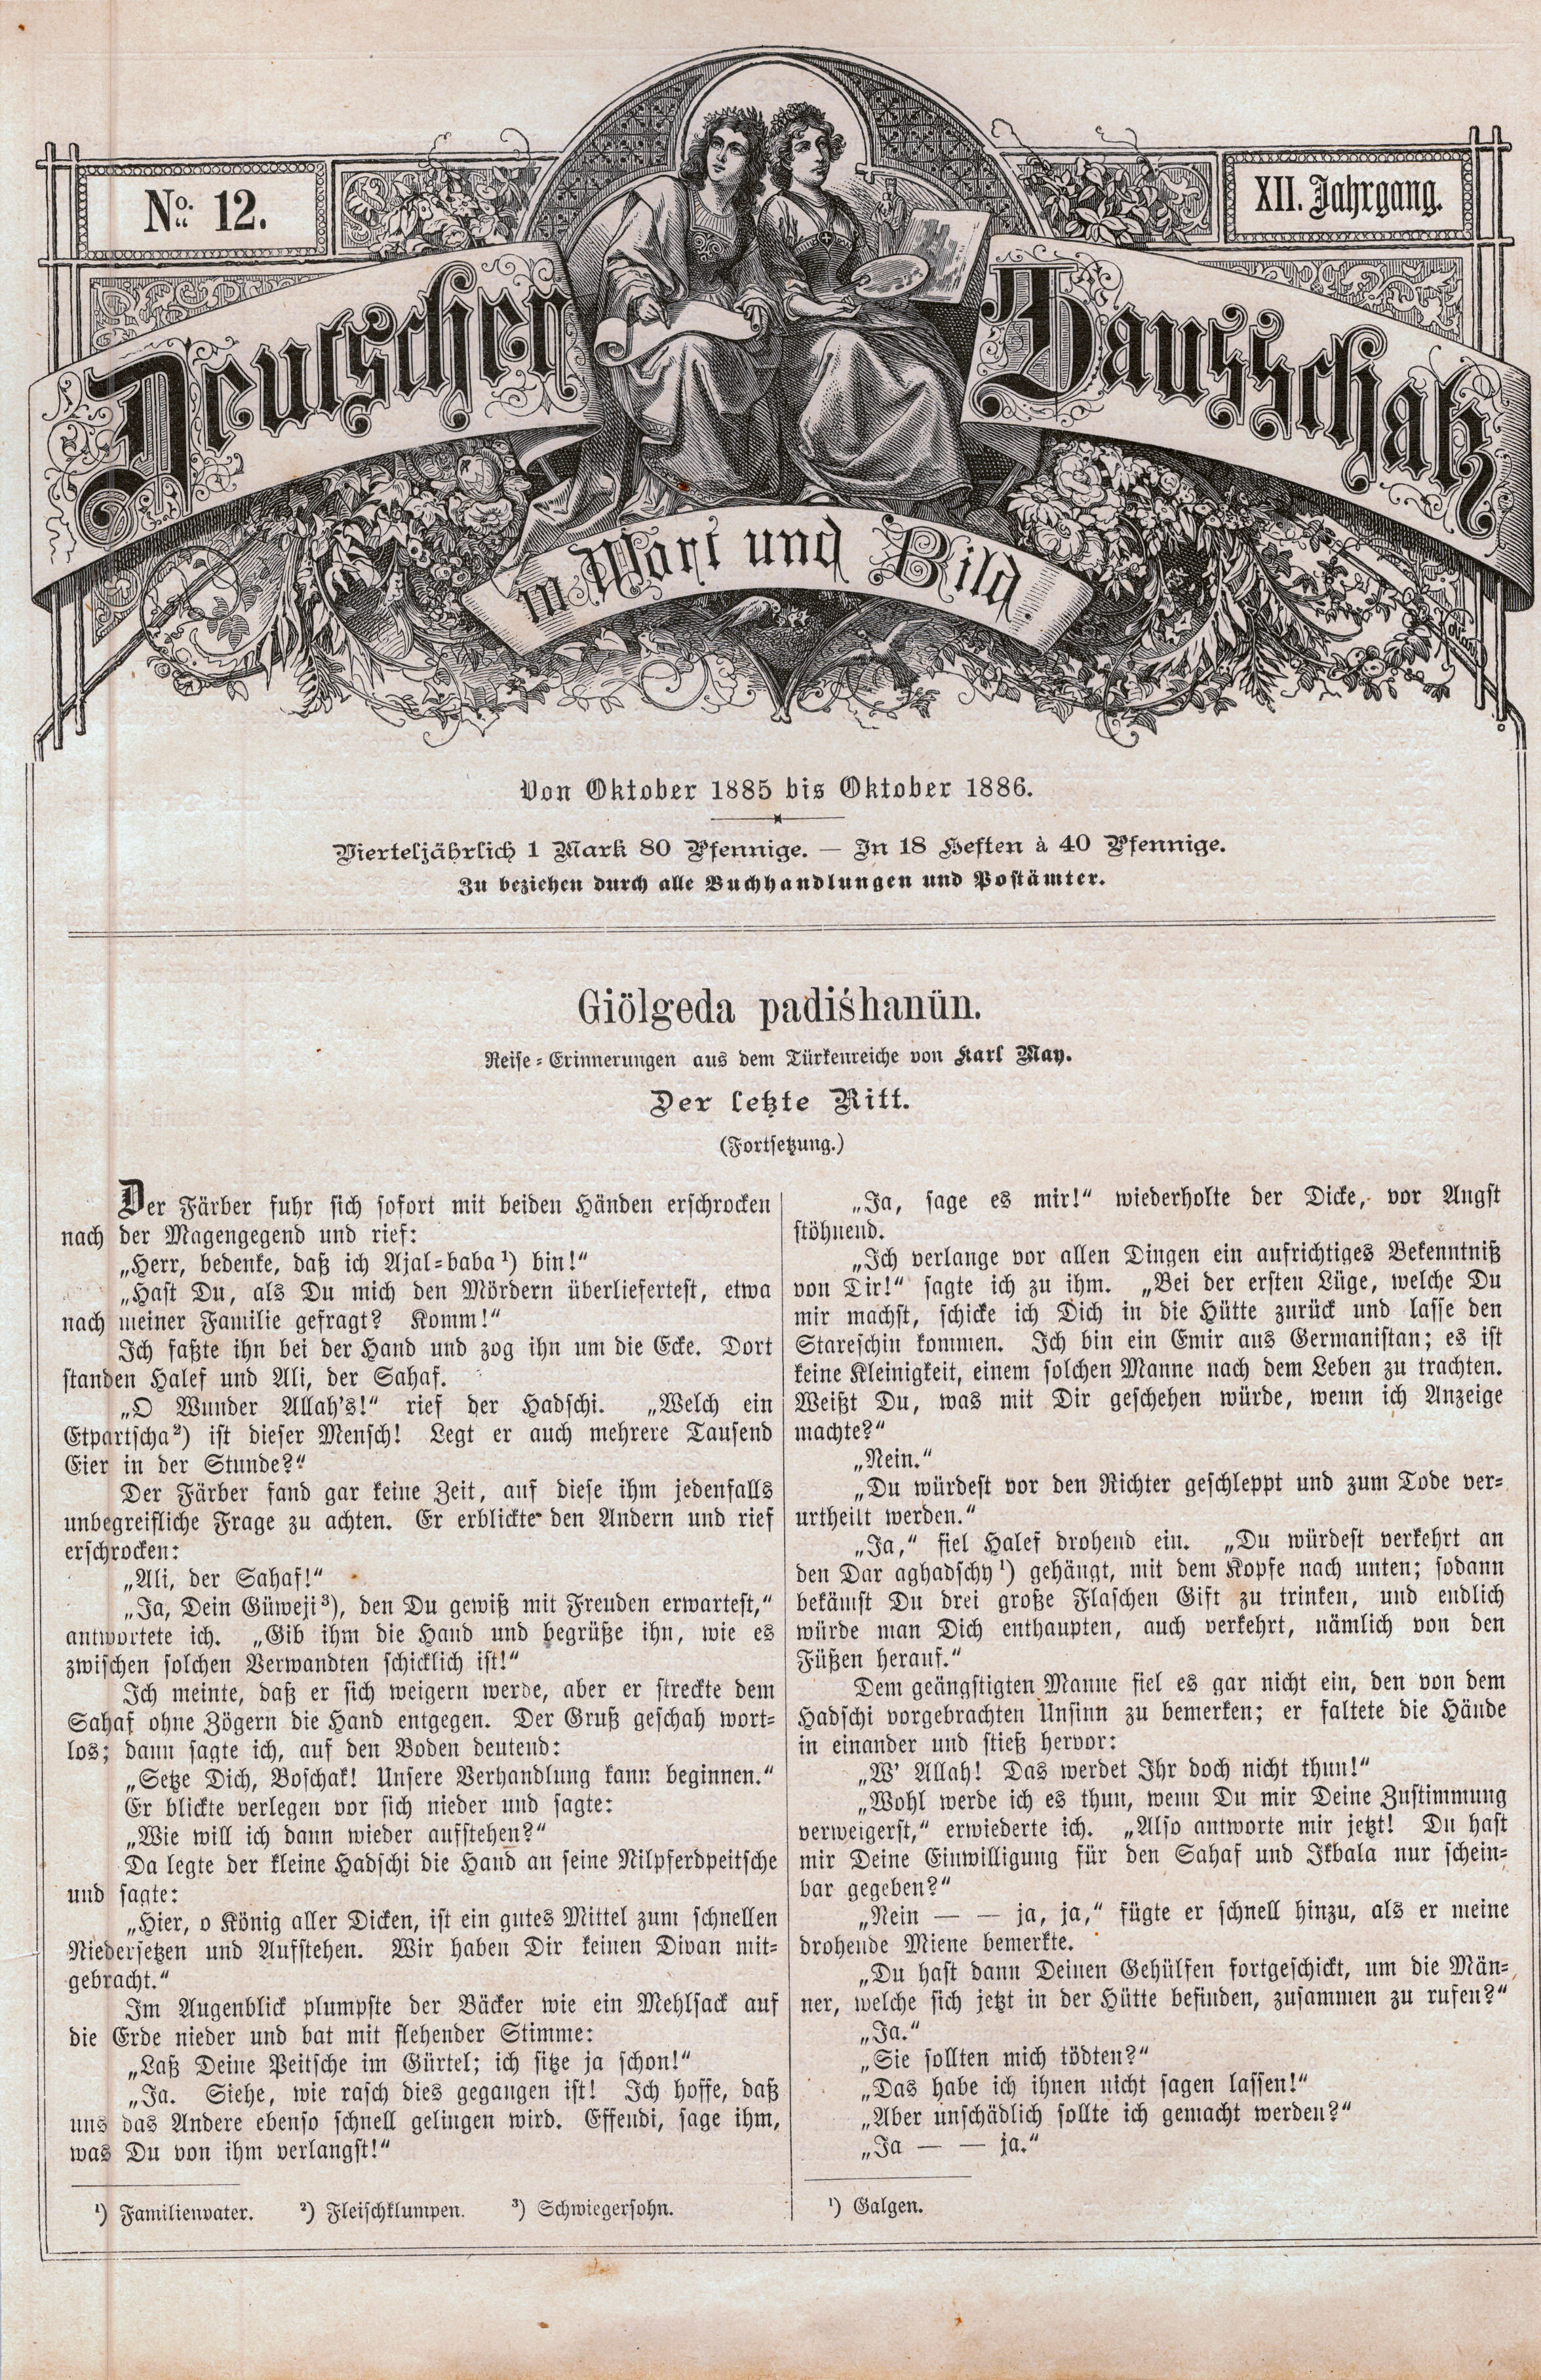 No. 12.
XII. Jahrgang.
Deutscher Hausschatz
in Wort und Bild.
Von Oktober 1885 bis Oktober 1886.
Vierteljährlich 1 Mark 80 Pfennige. — In 18 Heften à 40 Pfennige.
Zu beziehen durch alle Buchhandlungen und Postämter.
Giölgeda padiśhanün.
Reise-Erinnerungen aus dem Türkenreiche von Karl May.
Der letzte Ritt.
(Fortsetzung.)
Der Färber fuhr sich sofort mit beiden Händen erschrocken
nach der Magengegend und rief:
„Herr, bedenke, daß ich Ajal-baba¹) bin!“
„Hast Du, als Du mich den Mördern überliefertest, etwa
nach meiner Familie gefragt? Komm!“
Ich faßte ihn bei der Hand und zog ihn um die Ecke. Dort
standen Halef und Ali, der Sahaf.
„O Wunder Allah's!“ rief der Hadschi. „Welch ein
Etpartscha²) ist dieser Mensch! Legt er auch mehrere Tausend
Eier in der Stunde?“
Der Färber fand gar keine Zeit, auf diese ihm jedenfalls
unbegreifliche Frage zu achten. Er erblickte den Andern und rief
erschrocken:
„Ali, der Sahaf!“
„Ja, Dein Güweji³), den Du gewiß mit Freuden erwartest,“
antwortete ich. „Gib ihm die Hand und begrüße ihn, wie es
zwischen solchen Verwandten schicklich ist!“
Ich meinte, daß er sich weigern werde, aber er streckte dem
Sahaf ohne Zögern die Hand entgegen. Der Gruß geschah wort-
los; dann sagte ich, auf den Boden deutend:
„Setze Dich, Boschak! Unsere Verhandlung kann beginnen.“
Er blickte verlegen vor sich nieder und sagte:
„Wie will ich dann wieder aufstehen?“
Da legte der kleine Hadschi die Hand an seine Nilpferdpeitsche
und sagte:
„Hier, o König aller Dicken, ist ein gutes Mittel zum schnellen
Niedersetzen und Aufstehen. Wir haben Dir keinen Divan mit-
gebracht.“
Im Augenblick plumpste der Bäcker wie ein Mehlsack auf
die Erde nieder und bat mit flehender Stimme:
„Laß Deine Peitsche im Gürtel; ich sitze ja schon!“
„Ja. Siehe, wie rasch dies gegangen ist! Ich hoffe, daß
uns das Andere ebenso schnell gelingen wird. Effendi, sage ihm,
was Du von ihm verlangst!“
¹) Familienvater. ²) Fleischklumpen. ³) Schwiegersohn.
„Ja, sage es mir!“ wiederholte der Dicke, vor Angst
stöhnend.
„Ich verlange vor allen Dingen ein aufrichtiges Bekenntniß
von Dir!“ sagte ich zu ihm. „Bei der ersten Lüge, welche Du
mir machst, schicke ich Dich in die Hütte zurück und lasse den
Stareschin kommen. Ich bin ein Emir aus Germanistan; es ist
keine Kleinigkeit, einem solchen Manne nach dem Leben zu trachten.
Weißt Du, was mit Dir geschehen würde, wenn ich Anzeige
machte?“
„Nein.“
„Du würdest vor den Richter geschleppt und zum Tode ver-
urtheilt werden.“
„Ja,“ fiel Halef drohend ein. „Du würdest verkehrt an
den Dar aghadschy¹) gehängt, mit dem Kopfe nach unten; sodann
bekämst Du drei große Flaschen Gift zu trinken, und endlich
würde man Dich enthaupten, auch verkehrt, nämlich von den
Füßen herauf.“
Dem geängstigten Manne fiel es gar nicht ein, den von dem
Hadschi vorgebrachten Unsinn zu bemerken; er faltete die Hände
in einander und stieß hervor:
„W' Allah! Das werdet Ihr doch nicht thun!“
„Wohl werde ich es thun, wenn Du mir Deine Zustimmung
verweigerst,“ erwiederte ich. „Also antworte mir jetzt! Du hast
mir Deine Einwilligung für den Sahaf und Ikbala nur schein-
bar gegeben?“
„Nein — — ja, ja,“ fügte er schnell hinzu, als er meine
drohende Miene bemerkte.
„Du hast dann Deinen Gehülfen fortgeschickt, um die Män-
ner, welche sich jetzt in der Hütte befinden, zusammen zu rufen?“
„Ja.“
„Sie sollten mich tödten?“
„Das habe ich ihnen nicht sagen lassen!“
„Aber unschädlich sollte ich gemacht werden?“
„Ja — — ja.“
¹) Galgen.